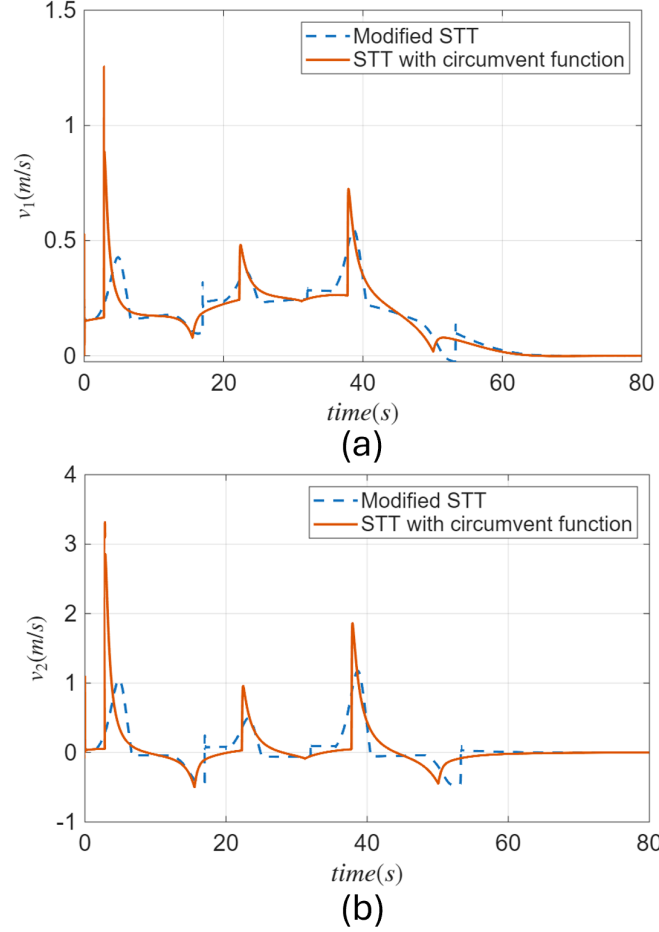 1.5
Modified STT
STT with circumvent function
1
v₁(m/s)
0.5
0
0 20 40 60 80
time(s)
(a)
4
Modified STT
STT with circumvent function
3
2
v₂(m/s)
1
0
-1
0 20 40 60 80
time(s)
(b)